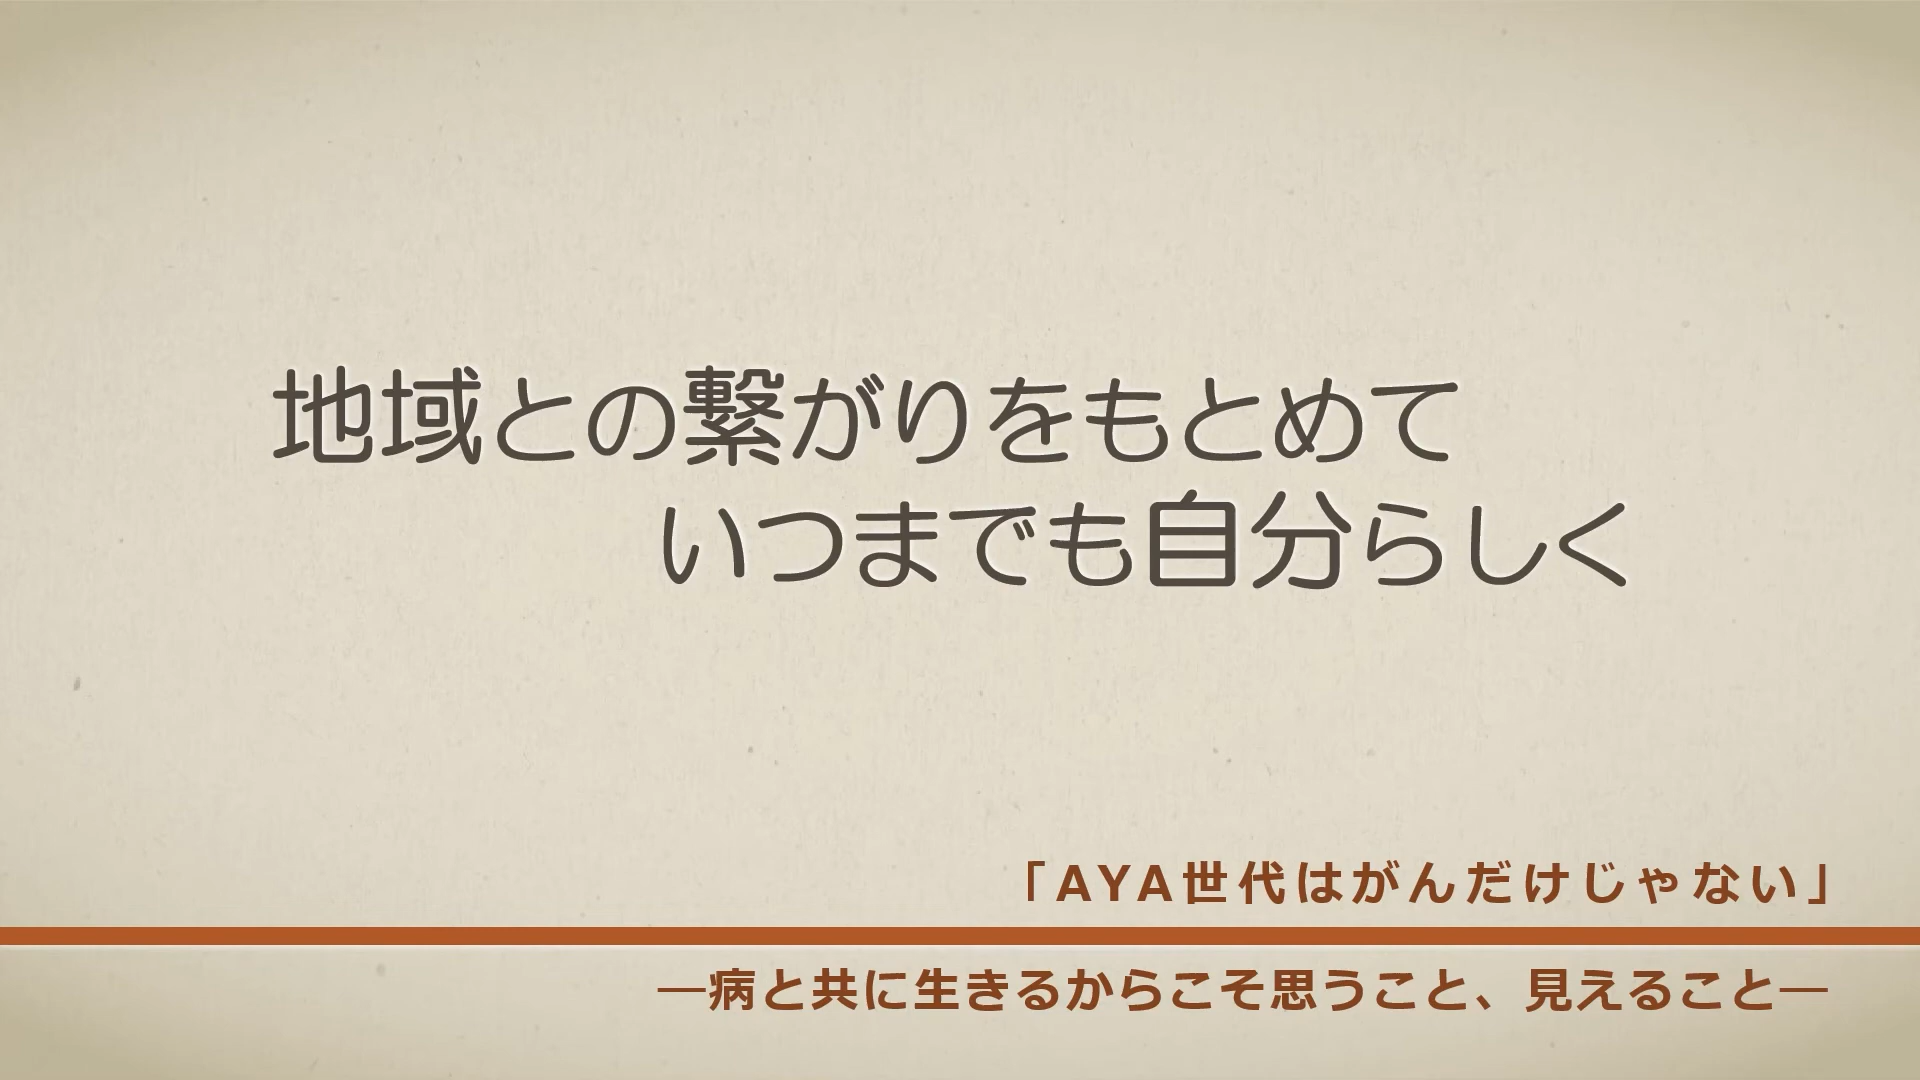 地域との繋がりをもとめて
いつまでも自分らしく
「AYA世代はがんだけじゃない」
―病と共に生きるからこそ思うこと、見えること―